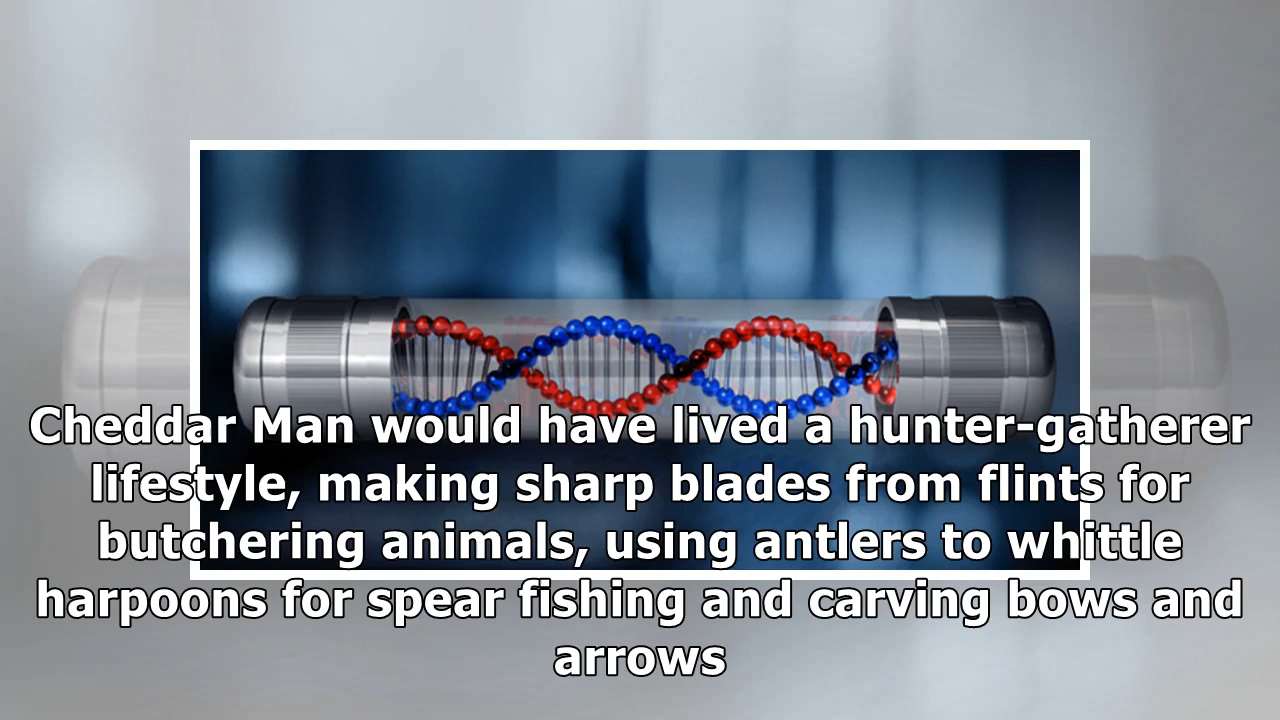 Cheddar Man would have lived a hunter-gatherer
lifestyle, making sharp blades from flints for
butchering animals, using antlers to whittle
harpoons for spear fishing and carving bows and
arrows